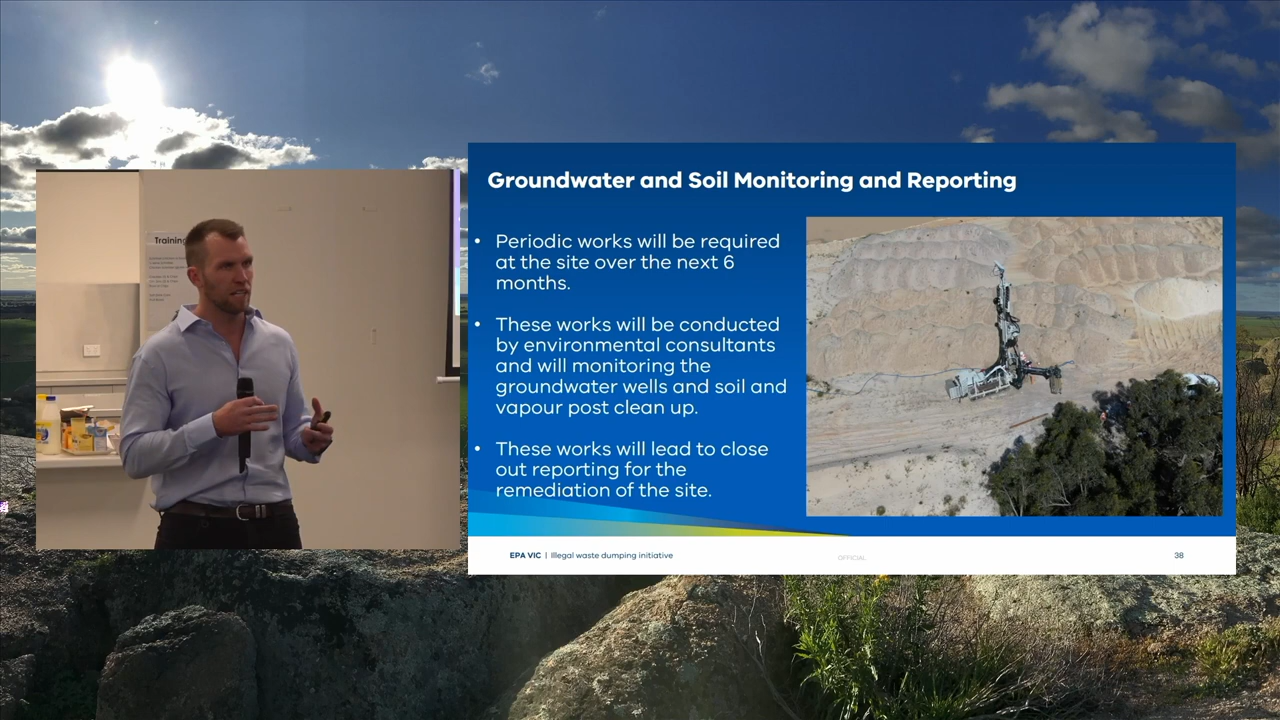 Training
Groundwater and Soil Monitoring and Reporting
• Periodic works will be required
at the site over the next 6
months.
• These works will be conducted
by environmental consultants
and will monitoring the
groundwater wells and soil and
vapour post clean up.
• These works will lead to close
out reporting for the
remediation of the site.
EPA VIC | Illegal waste dumping initiative
OFFICIAL
38